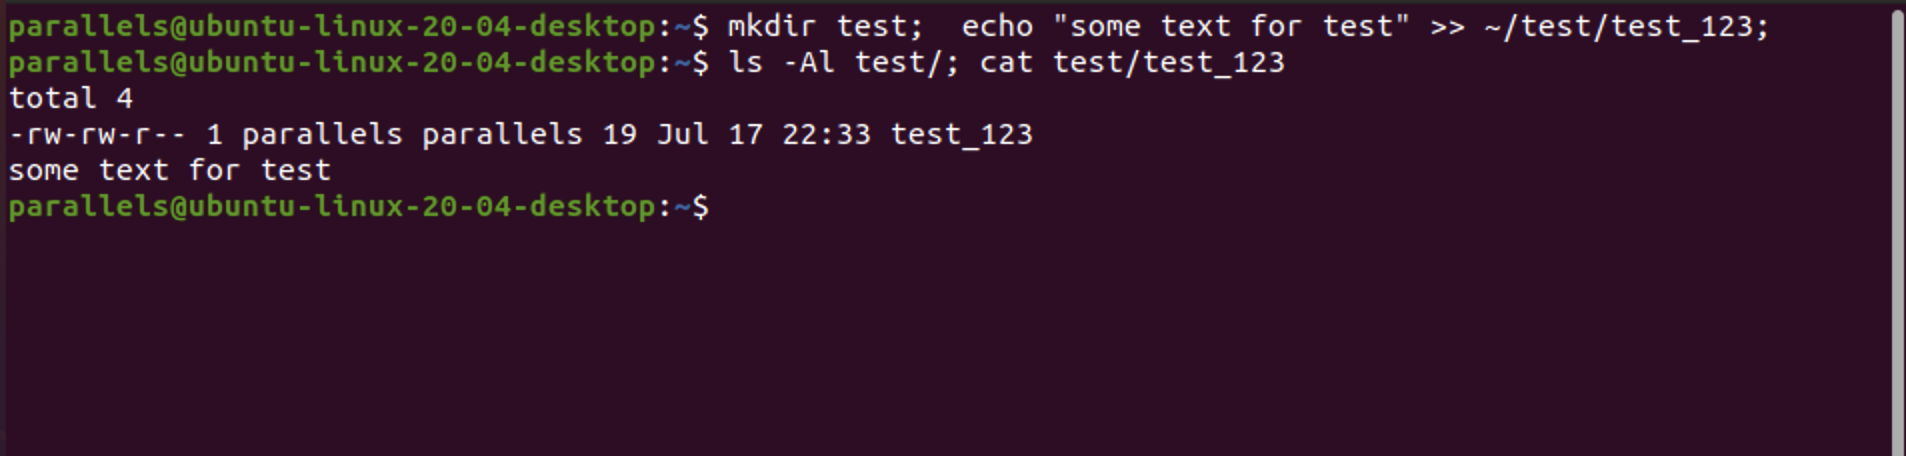 parallels@ubuntu-linux-20-04-desktop:~$ mkdir test;  echo "some text for test" >> ~/test/test_123;
parallels@ubuntu-linux-20-04-desktop:~$ ls -Al test/; cat test/test_123
total 4
-rw-rw-r-- 1 parallels parallels 19 Jul 17 22:33 test_123
some text for test
parallels@ubuntu-linux-20-04-desktop:~$